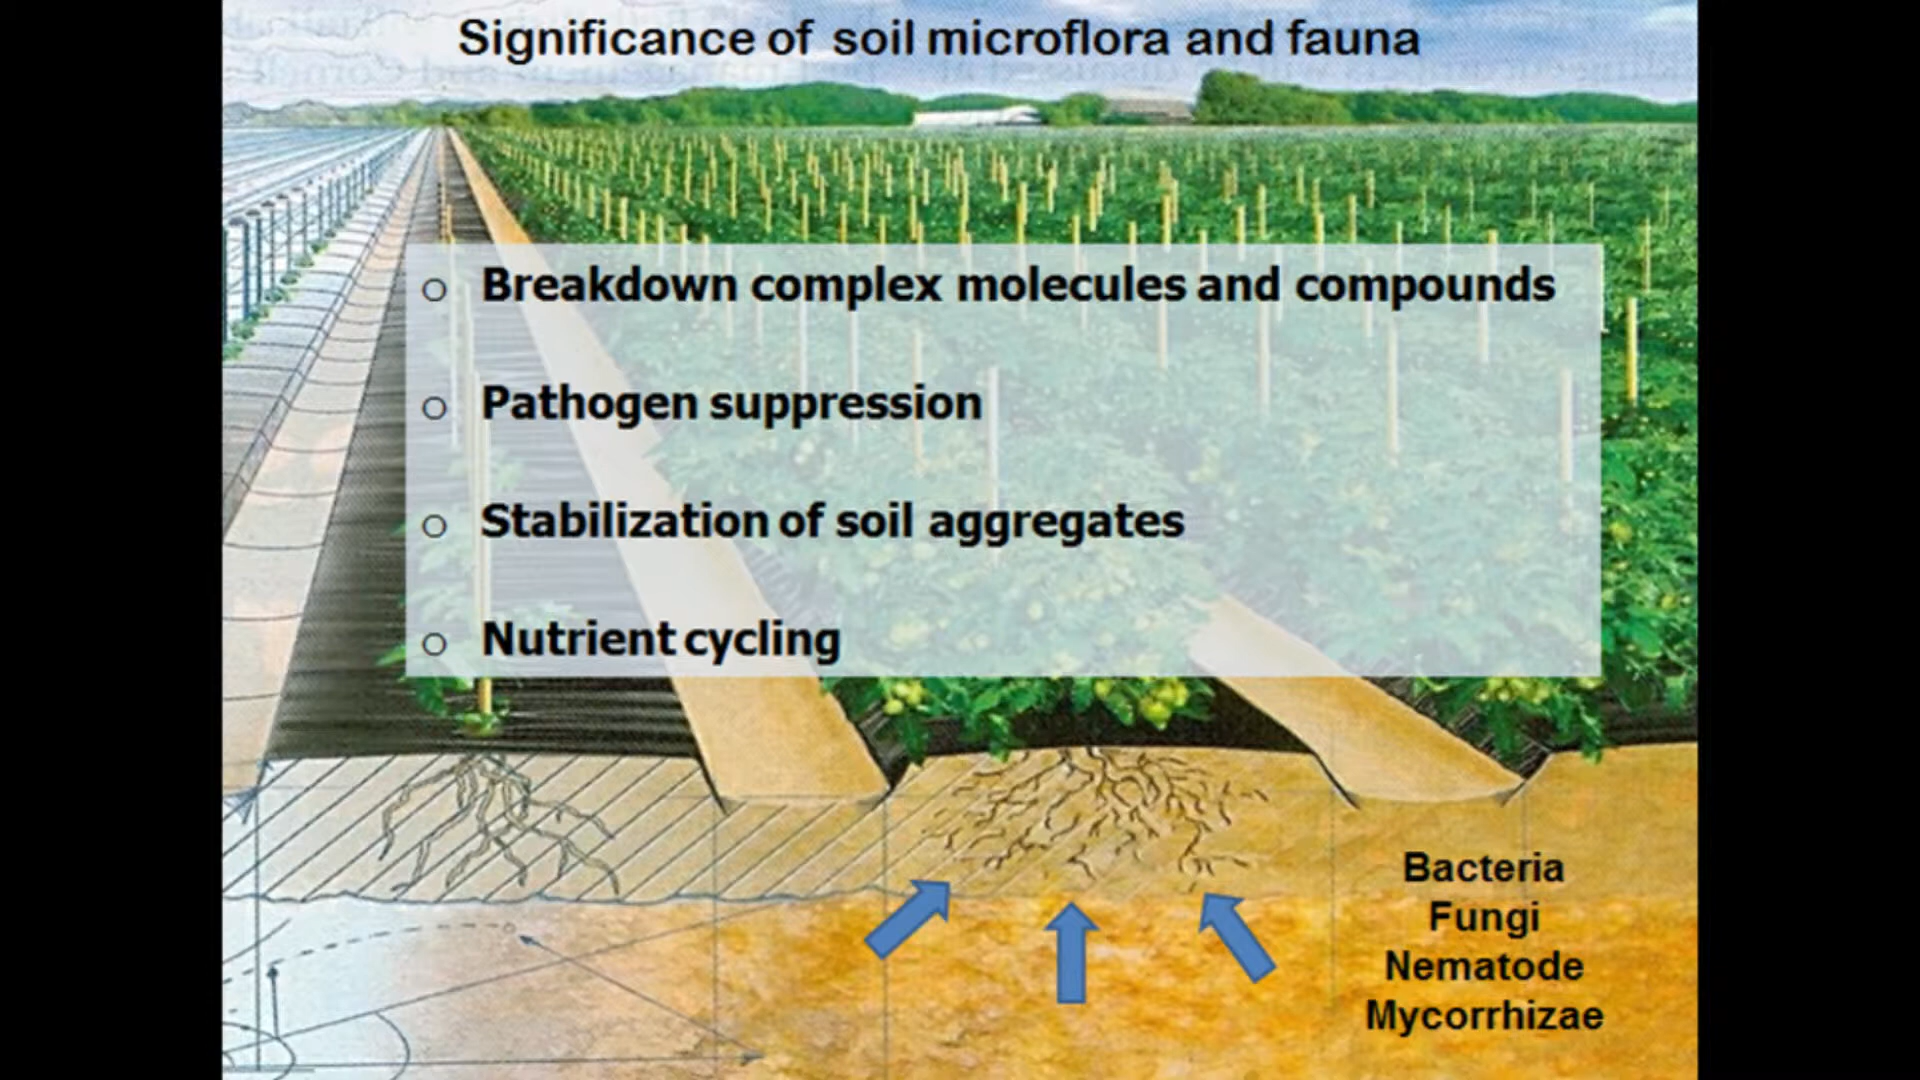 Significance of soil microflora and fauna
Breakdown complex molecules and compounds
Pathogen suppression
Stabilization of soil aggregates
Nutrient cycling
Bacteria
Fungi
Nematode
Mycorrhizae